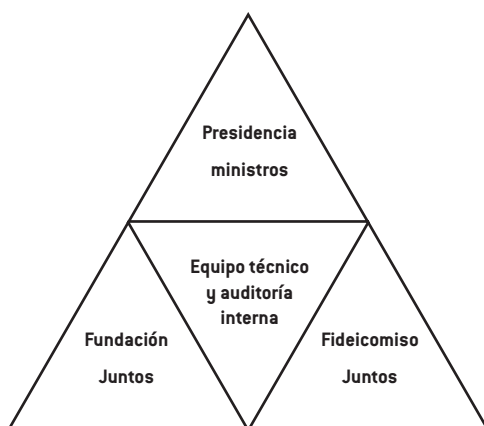 Presidencia
ministros
Equipo técnico
y auditoría
interna
Fundación
Juntos
Fideicomiso
Juntos